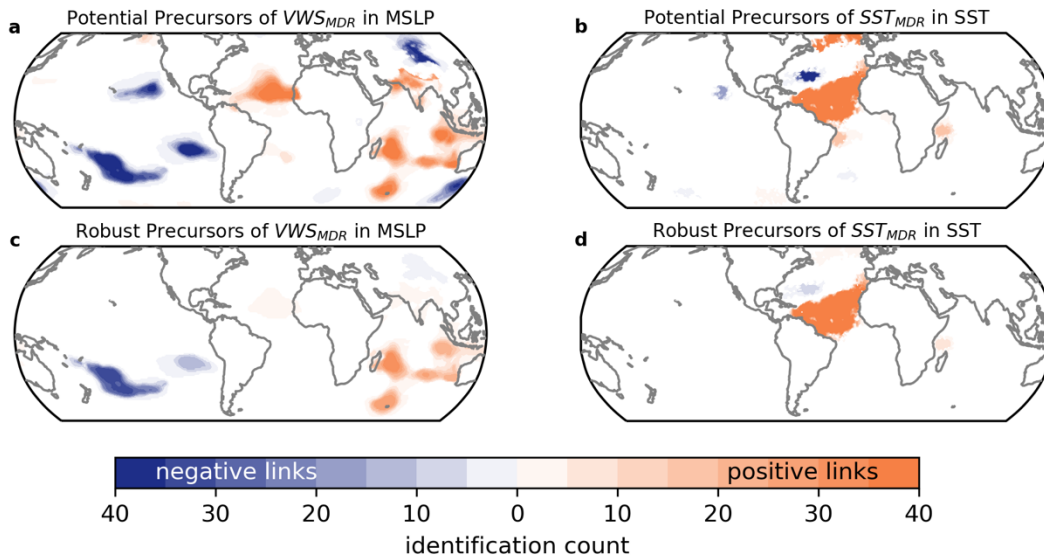 Potential Precursors of VWS_MDR in MSLP
a
Potential Precursors of SST_MDR in SST
b
Robust Precursors of VWS_MDR in MSLP
c
Robust Precursors of SST_MDR in SST
d
negative links
positive links
40 30 20 10 0 10 20 30 40
identification count